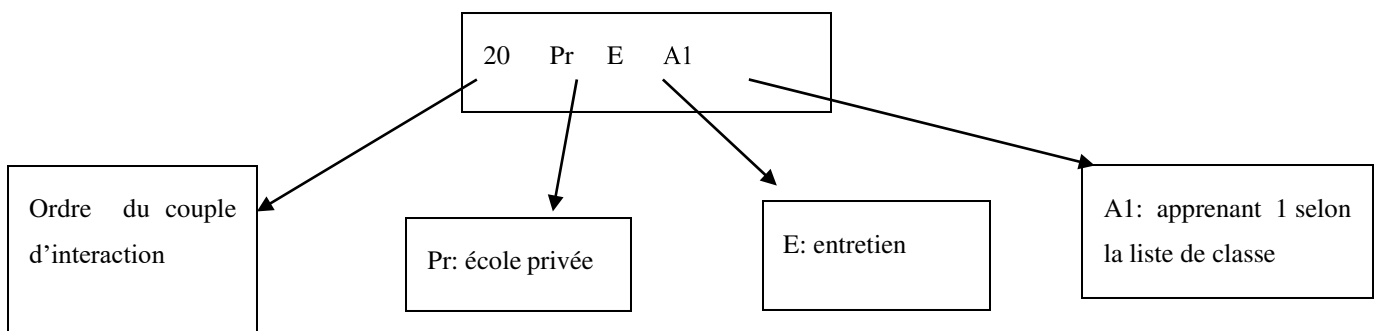 20 Pr E A1
Ordre du couple
d'interaction
Pr: école privée
E: entretien
A1: apprenant 1 selon
la liste de classe